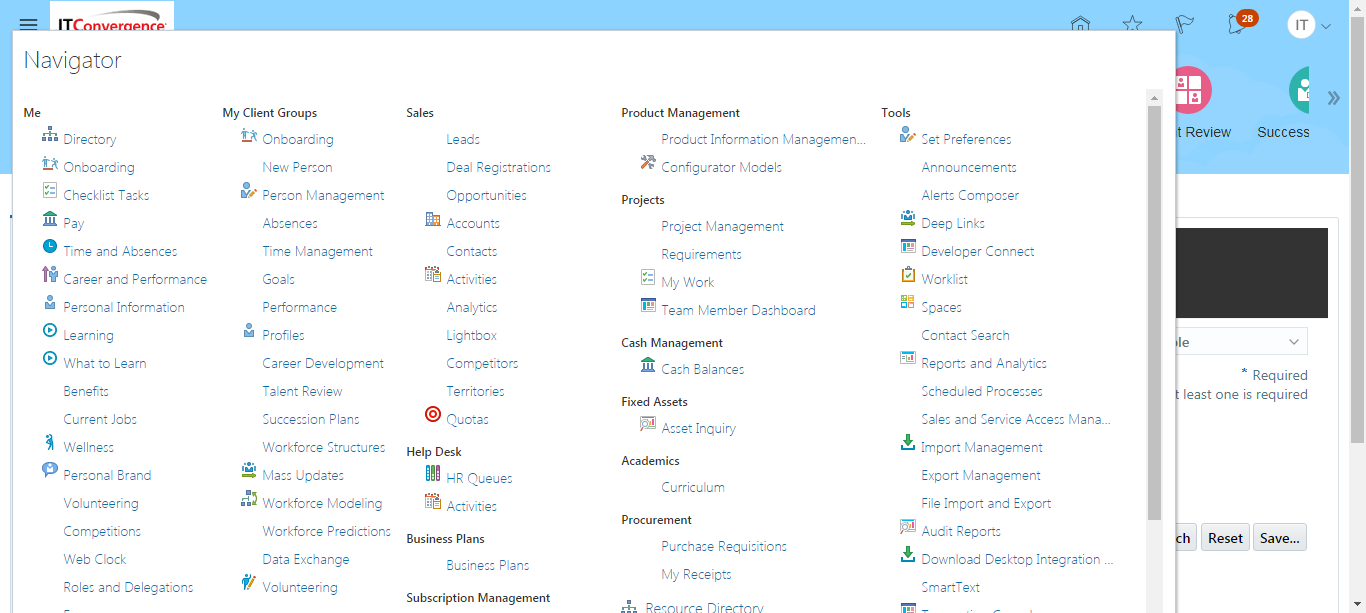 ITConvergence
28
IT
Navigator
t Review
Success
Me
Directory
Onboarding
Checklist Tasks
Pay
Time and Absences
Career and Performance
Personal Information
Learning
What to Learn
Benefits
Current Jobs
Wellness
Personal Brand
Volunteering
Competitions
Web Clock
Roles and Delegations
My Client Groups
Onboarding
New Person
Person Management
Absences
Time Management
Goals
Performance
Profiles
Career Development
Talent Review
Succession Plans
Workforce Structures
Mass Updates
Workforce Modeling
Workforce Predictions
Data Exchange
Volunteering
Sales
Leads
Deal Registrations
Opportunities
Accounts
Contacts
Activities
Analytics
Lightbox
Competitors
Territories
Quotas
Help Desk
HR Queues
Activities
Business Plans
Business Plans
Subscription Management
Product Management
Product Information Managemen...
Configurator Models
Projects
Project Management
Requirements
My Work
Team Member Dashboard
Cash Management
Cash Balances
Fixed Assets
Asset Inquiry
Academics
Curriculum
Procurement
Purchase Requisitions
My Receipts
Resource Directory
Tools
Set Preferences
Announcements
Alerts Composer
Deep Links
Developer Connect
Worklist
Spaces
Contact Search
Reports and Analytics
Scheduled Processes
Sales and Service Access Mana...
Import Management
Export Management
File Import and Export
Audit Reports
Download Desktop Integration ...
SmartText
ole
* Required
t least one is required
ch
Reset
Save...